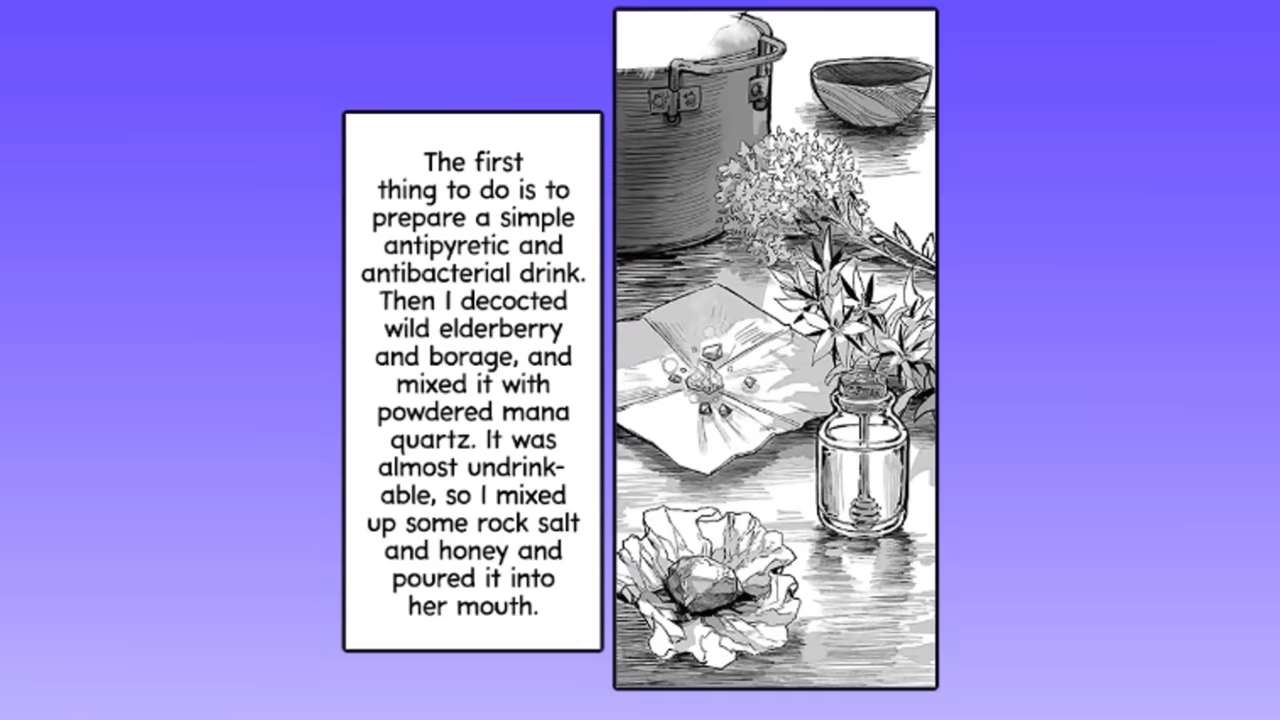 The first
thing to do is to
prepare a simple
antipyretic and
antibacterial drink.
Then I decocted
wild elderberry
and borage, and
mixed it with
powdered mana
quartz. It was
almost undrink-
able, so I mixed
up some rock salt
and honey and
poured it into
her mouth.